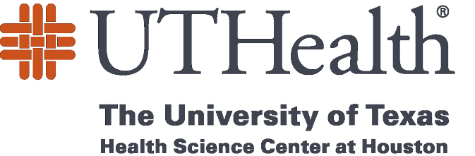 UTHealth®
The University of Texas
Health Science Center at Houston